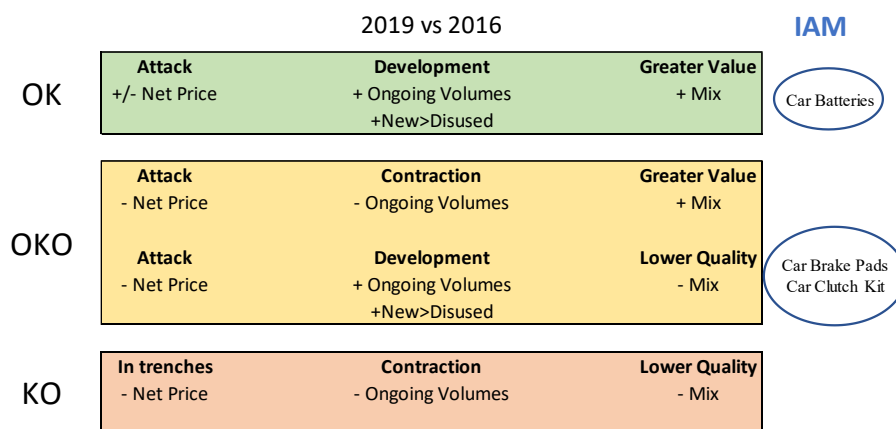 2019 vs 2016
IAM
OK
Attack Development Greater Value
+/- Net Price + Ongoing Volumes + Mix
+New>Disused
Car Batteries
OKO
Attack Contraction Greater Value
- Net Price - Ongoing Volumes + Mix
Attack Development Lower Quality
- Net Price + Ongoing Volumes - Mix
+New>Disused
Car Brake Pads
Car Clutch Kit
KO
In trenches Contraction Lower Quality
- Net Price - Ongoing Volumes - Mix